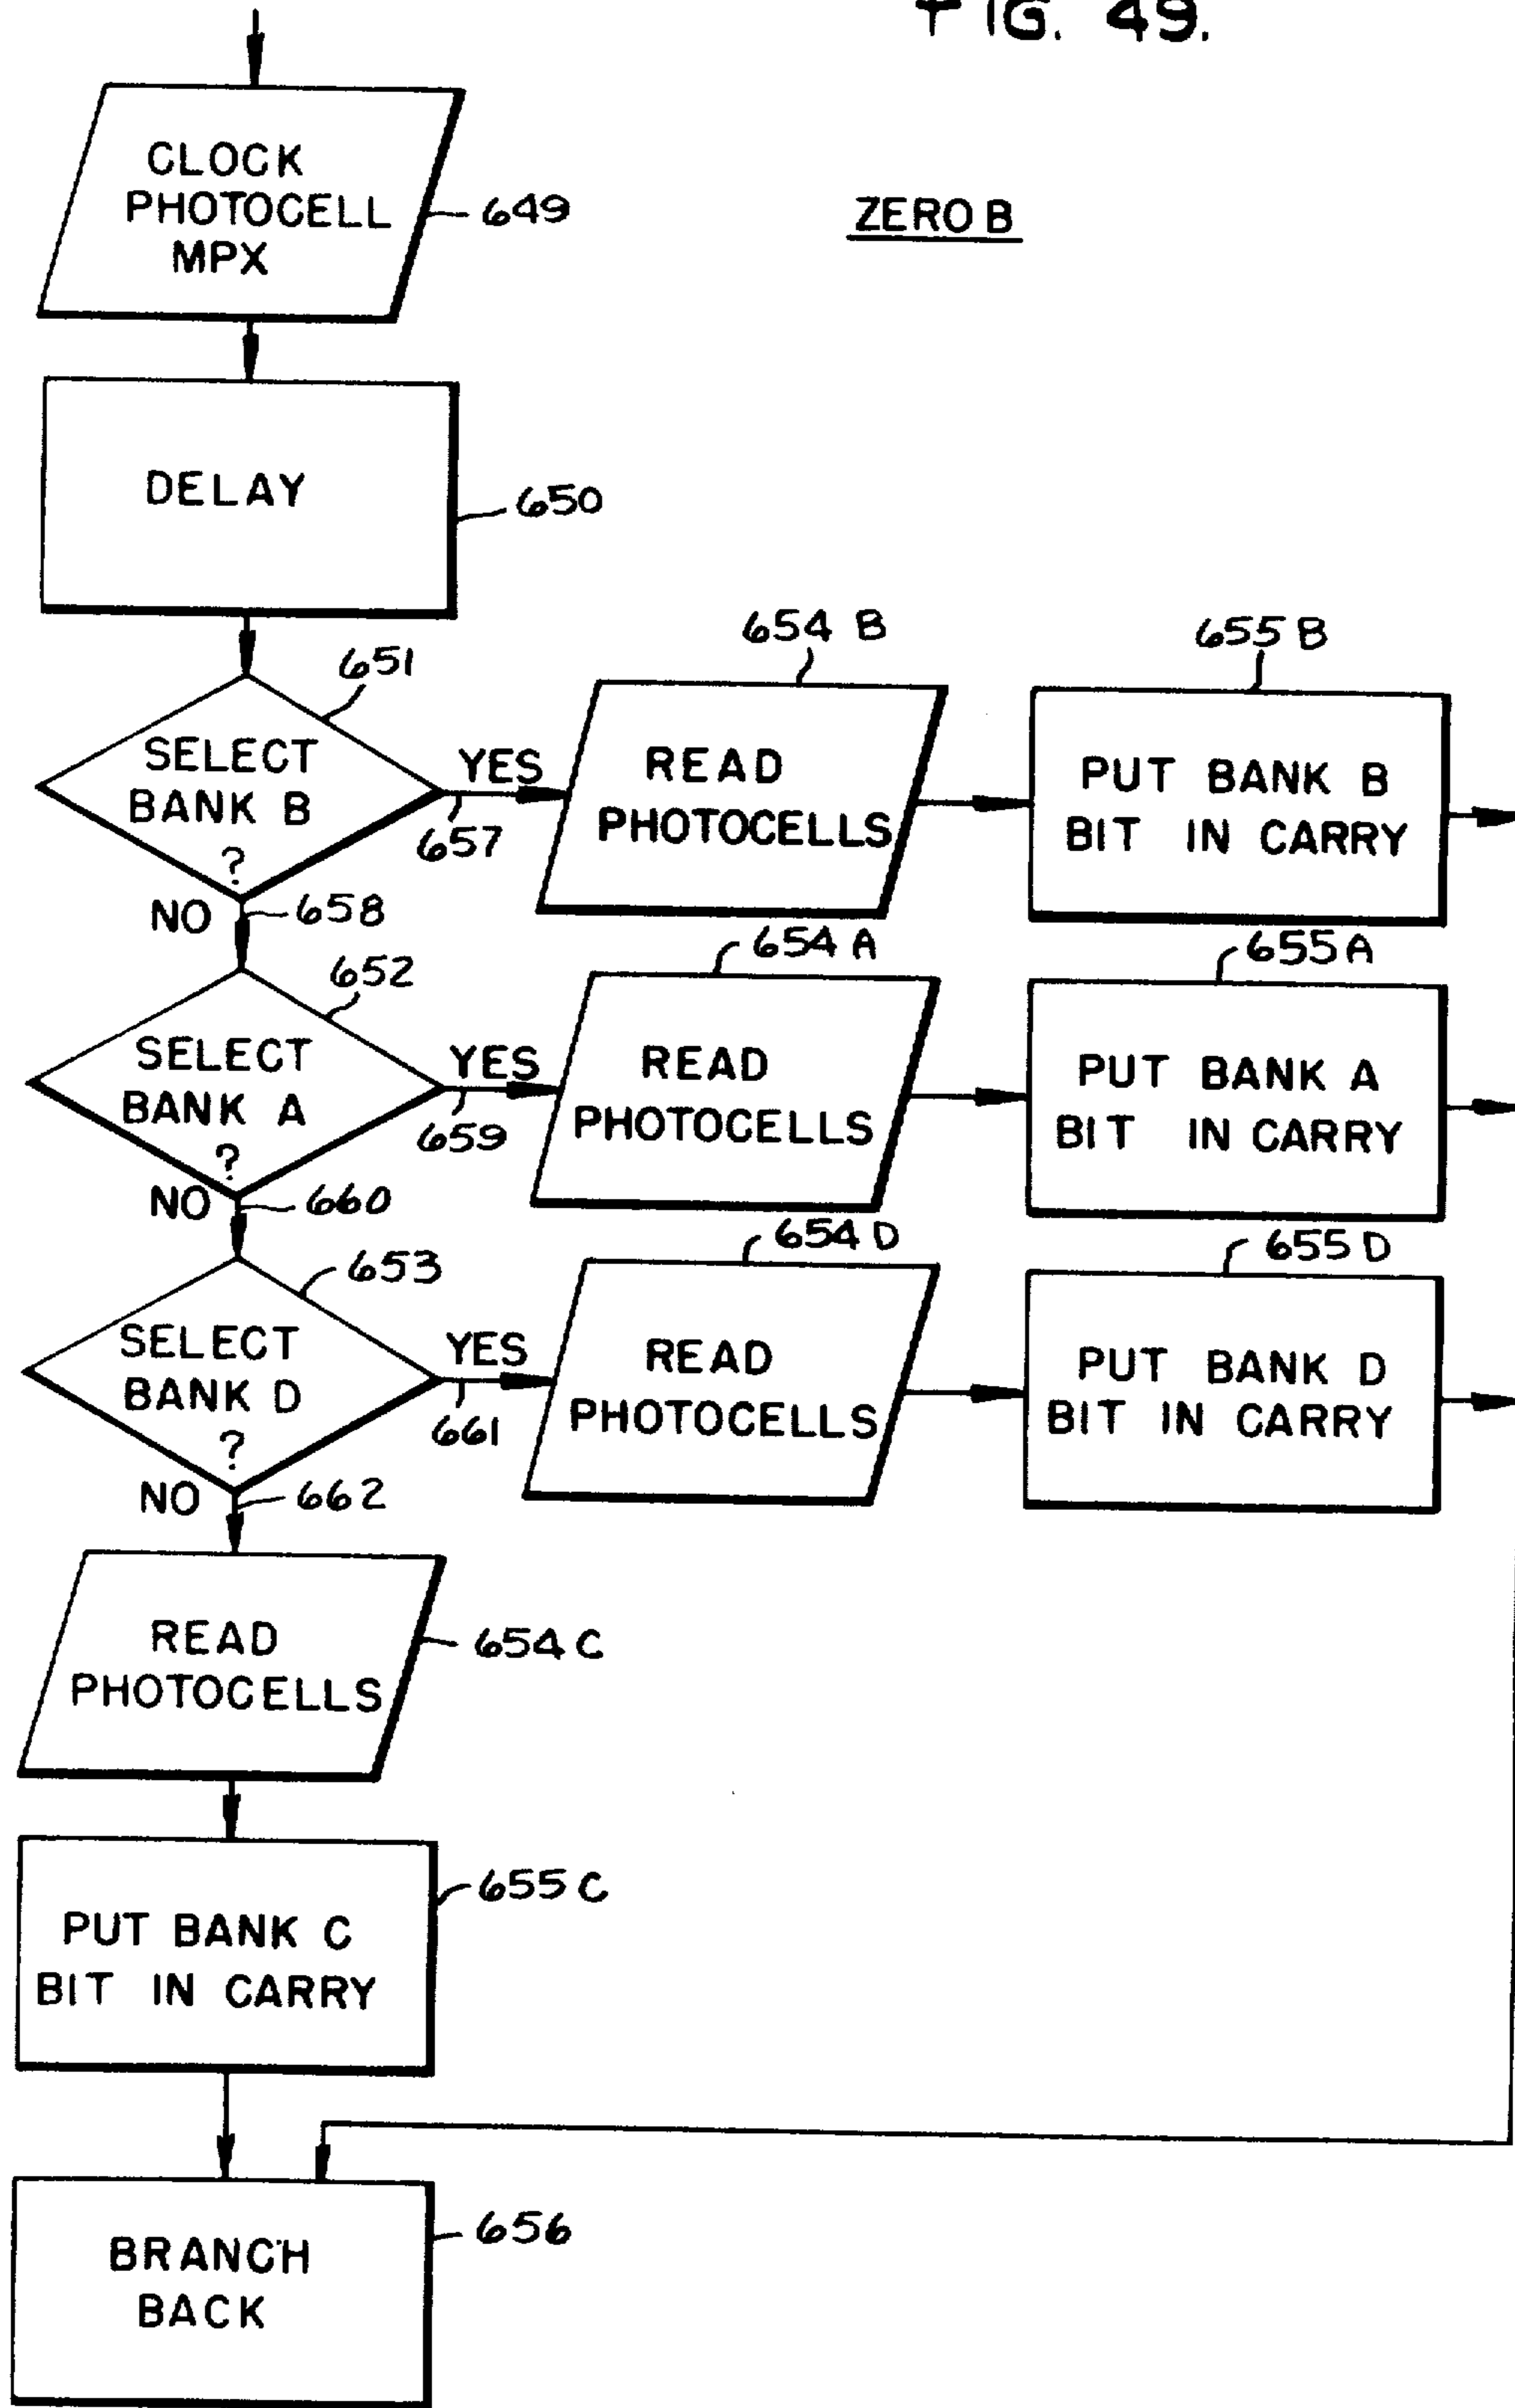 FIG. 49.
CLOCK
PHOTOCELL
MPX
649
ZERO B
DELAY
650
651
SELECT
BANK B
?
YES
657
NO
658
654 B
READ
PHOTOCELLS
655B
PUT BANK B
BIT IN CARRY
652
SELECT
BANK A
?
YES
659
NO
660
654 A
READ
PHOTOCELLS
655A
PUT BANK A
BIT IN CARRY
653
SELECT
BANK D
?
YES
661
NO
662
654 D
READ
PHOTOCELLS
655 D
PUT BANK D
BIT IN CARRY
READ
PHOTOCELLS
654 C
PUT BANK C
BIT IN CARRY
655 C
BRANCH
BACK
656